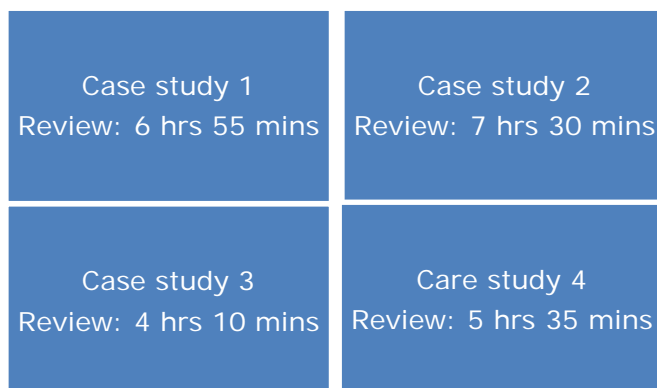 Case study 1
Review: 6 hrs 55 mins
Case study 2
Review: 7 hrs 30 mins
Case study 3
Review: 4 hrs 10 mins
Care study 4
Review: 5 hrs 35 mins